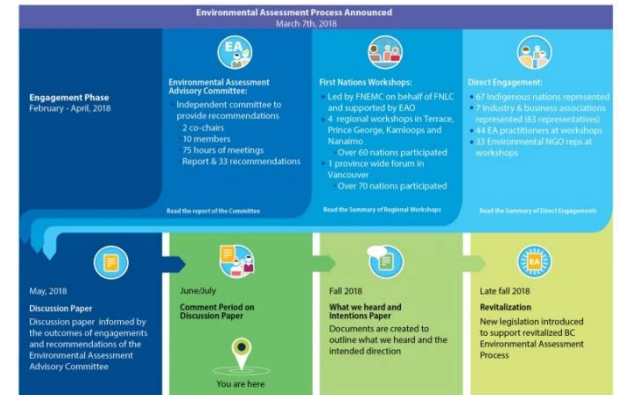 Environmental Assessment Process Announced
March 7th, 2018
Engagement Phase
February - April, 2018
EA
Environmental Assessment
Advisory Committee:
• Independent committee to
provide recommendations
• 2 co-chairs
• 10 members
• 75 hours of meetings
• Report & 33 recommendations
Read the report of the Committee
First Nations Workshops:
• Led by FNEMC on behalf of FNLC
and supported by EAO
• 4 regional workshops in Terrace,
Prince George, Kamloops and
Nanaimo
• Over 60 nations participated
• 1 province wide forum in
Vancouver
• Over 70 nations participated
Read the Summary of Regional Workshops
Direct Engagement:
• 67 Indigenous nations represented
• 7 Industry & business associations
represented (63 representatives)
• 44 EA practitioners at workshops
• 33 Environmental NGO reps at
workshops
Read the Summary of Direct Engagements
May, 2018
Discussion Paper
Discussion paper informed by
the outcomes of engagements
and recommendations of the
Environmental Assessment
Advisory Committee
June/July
Comment Period on
Discussion Paper
You are here
Fall 2018
What we heard and
Intentions Paper
Documents are created to
outline what we heard and the
intended direction
EA
Late fall 2018
Revitalization
New legislation introduced
to support revitalized BC
Environmental Assessment
Process